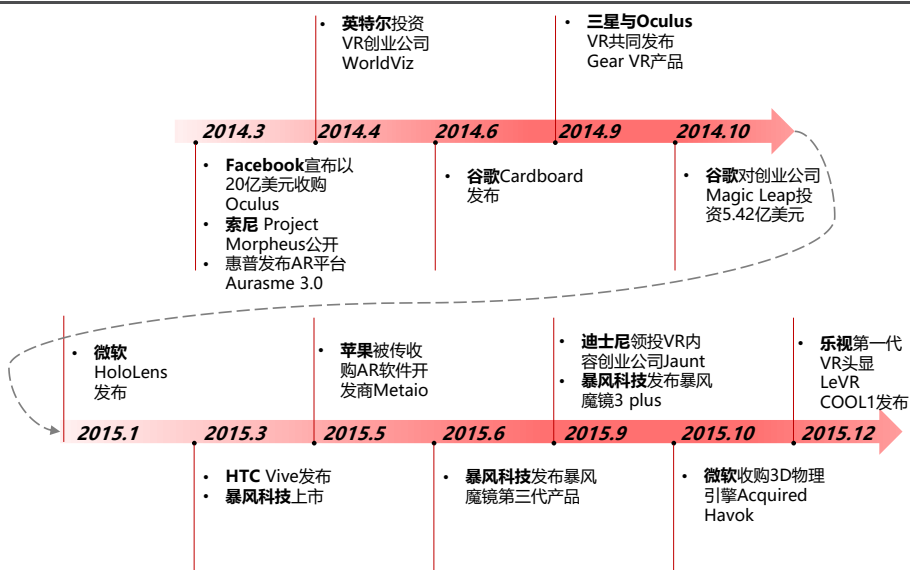 • 英特尔投资
VR创业公司
WorldViz
• 三星与Oculus
VR共同发布
Gear VR产品
2014.3
2014.4
2014.6
2014.9
2014.10
• Facebook宣布以
20亿美元收购
Oculus
• 索尼 Project
Morpheus公开
• 惠普发布AR平台
Aurasme 3.0
• 谷歌Cardboard
发布
• 谷歌对创业公司
Magic Leap投
资5.42亿美元
• 微软
HoloLens
发布
• 苹果被传收
购AR软件开
发商Metaio
• 迪士尼领投VR内
容创业公司Jaunt
• 暴风科技发布暴风
魔镜3 plus
• 乐视第一代
VR头显
LeVR
COOL1发布
2015.1
2015.3
2015.5
2015.6
2015.9
2015.10
2015.12
• HTC Vive发布
• 暴风科技上市
• 暴风科技发布暴风
魔镜第三代产品
• 微软收购3D物理
引擎Acquired
Havok